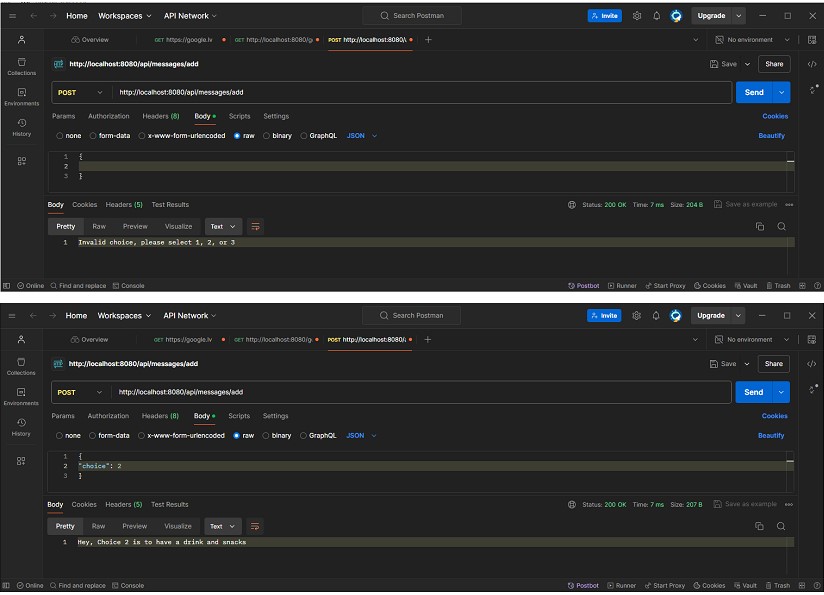 Home Workspaces API Network Search Postman Invite Upgrade
Overview GET https://google.lv GET http://localhost:8080/g POST http://localhost:8080/ No environment
Collections
Environments
History
http://localhost:8080/api/messages/add Save Share
POST http://localhost:8080/api/messages/add Send
Params Authorization Headers (8) Body Scripts Settings Cookies
none form-data x-www-form-urlencoded raw binary GraphQL JSON Beautify
1 {
2
3 }
Body Cookies Headers (5) Test Results Status: 200 OK Time: 7 ms Size: 204 B Save as example
Pretty Raw Preview Visualize Text
1 Invalid choice, please select 1, 2, or 3
Online Find and replace Console Postbot Runner Start Proxy Cookies Vault Trash
Home Workspaces API Network Search Postman Invite Upgrade
Overview GET https://google.lv GET http://localhost:8080/g POST http://localhost:8080/ No environment
Collections
Environments
History
http://localhost:8080/api/messages/add Save Share
POST http://localhost:8080/api/messages/add Send
Params Authorization Headers (8) Body Scripts Settings Cookies
none form-data x-www-form-urlencoded raw binary GraphQL JSON Beautify
1 {
2 "choice": 2
3 }
Body Cookies Headers (5) Test Results Status: 200 OK Time: 7 ms Size: 207 B Save as example
Pretty Raw Preview Visualize Text
1 Hey, Choice 2 is to have a drink and snacks
Online Find and replace Console Postbot Runner Start Proxy Cookies Vault Trash